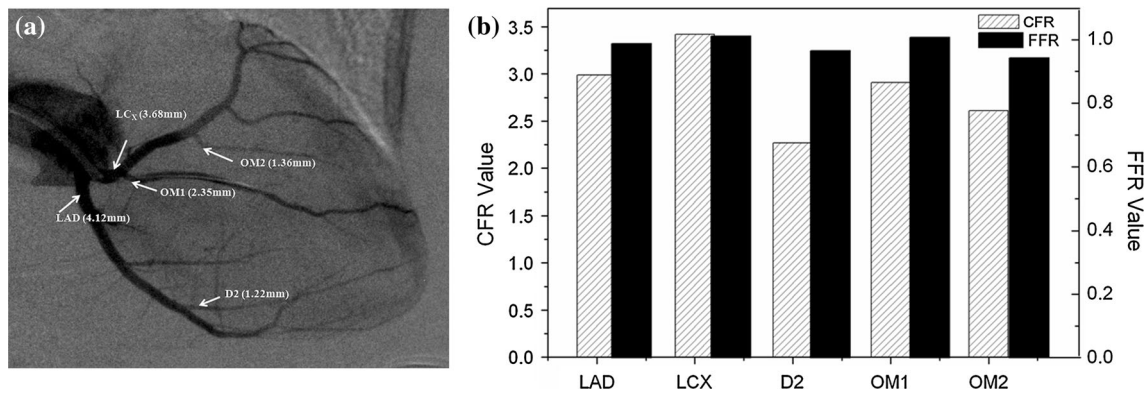 (a)
LCX (3.68mm)
OM2 (1.36mm)
OM1 (2.35mm)
LAD (4.12mm)
D2 (1.22mm)
(b)
CFR
FFR
CFR Value
3.5
3.0
2.5
2.0
1.5
1.0
0.5
0.0
FFR Value
1.0
0.8
0.6
0.4
0.2
0.0
LAD LCX D2 OM1 OM2